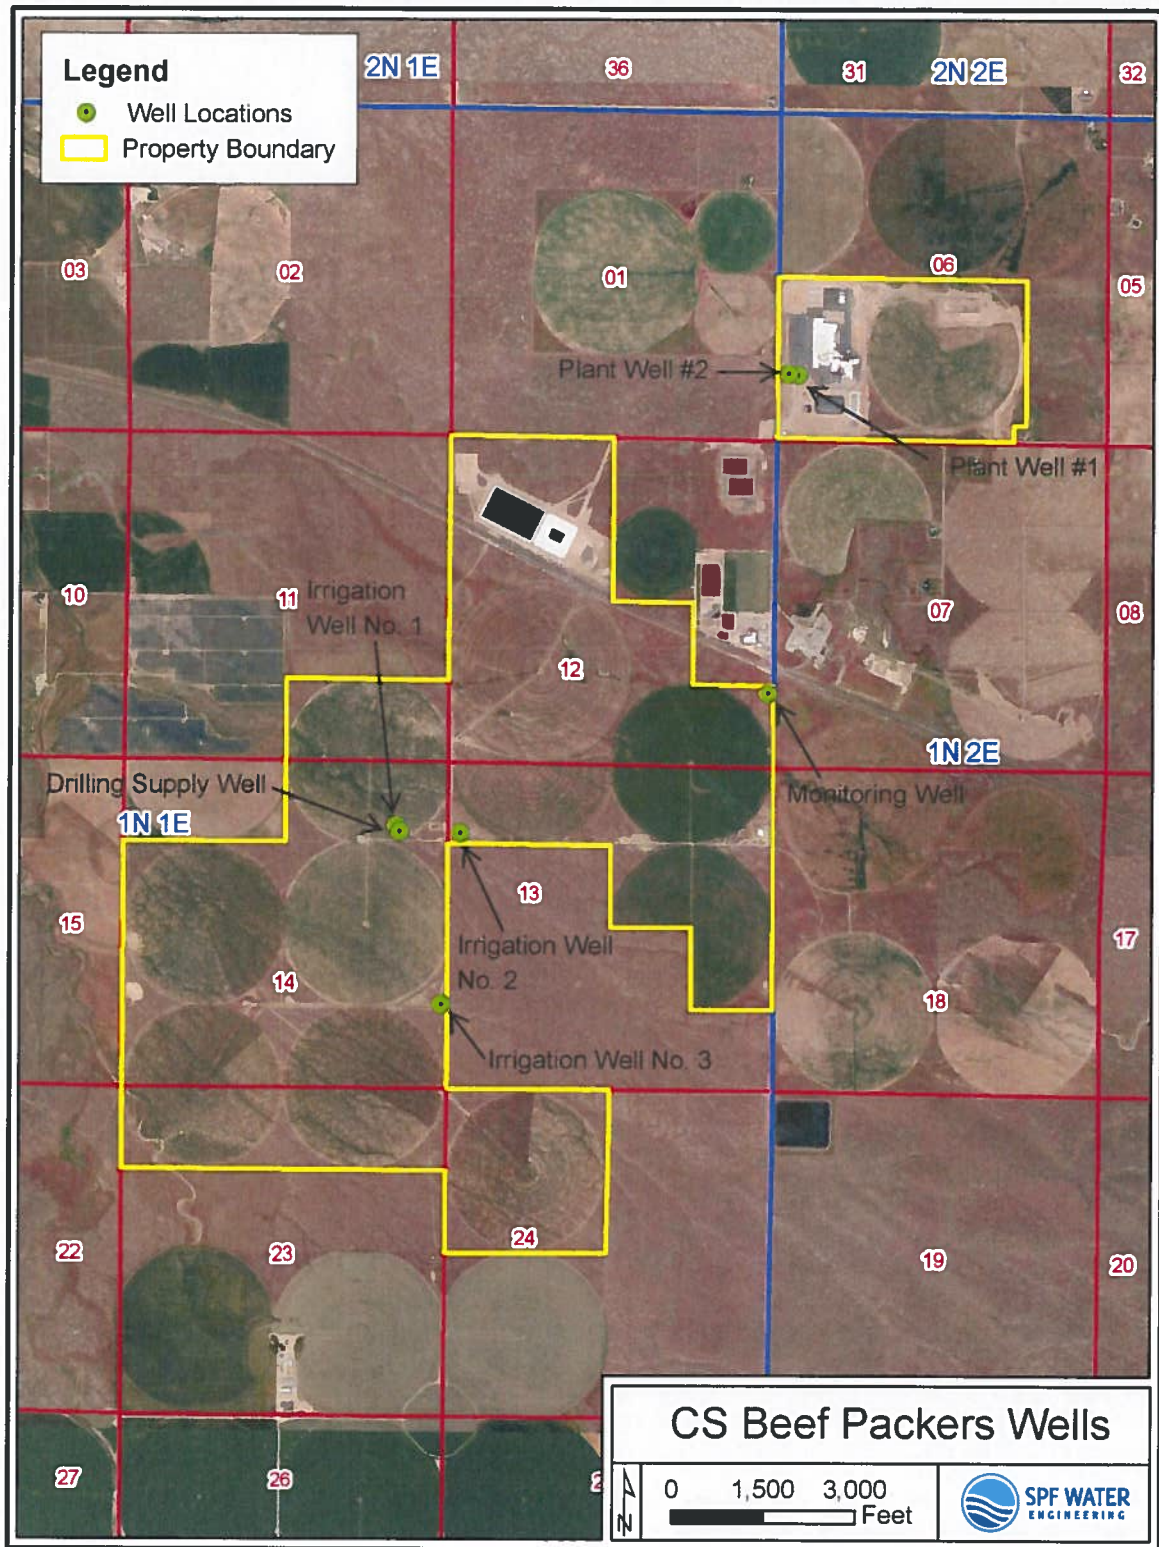 Legend
Well Locations
Property Boundary
2N 1E
36
31
2N 2E
32
03
02
01
06
05
Plant Well #2
Plant Well #1
10
11
Irrigation
Well No. 1
12
07
08
Drilling Supply Well
1N 1E
1N 2E
Monitoring Well
15
14
13
Irrigation Well
No. 2
18
17
Irrigation Well No. 3
22
23
24
19
20
27
26
2
CS Beef Packers Wells
N
0 1,500 3,000
Feet
SPF WATER
ENGINEERING